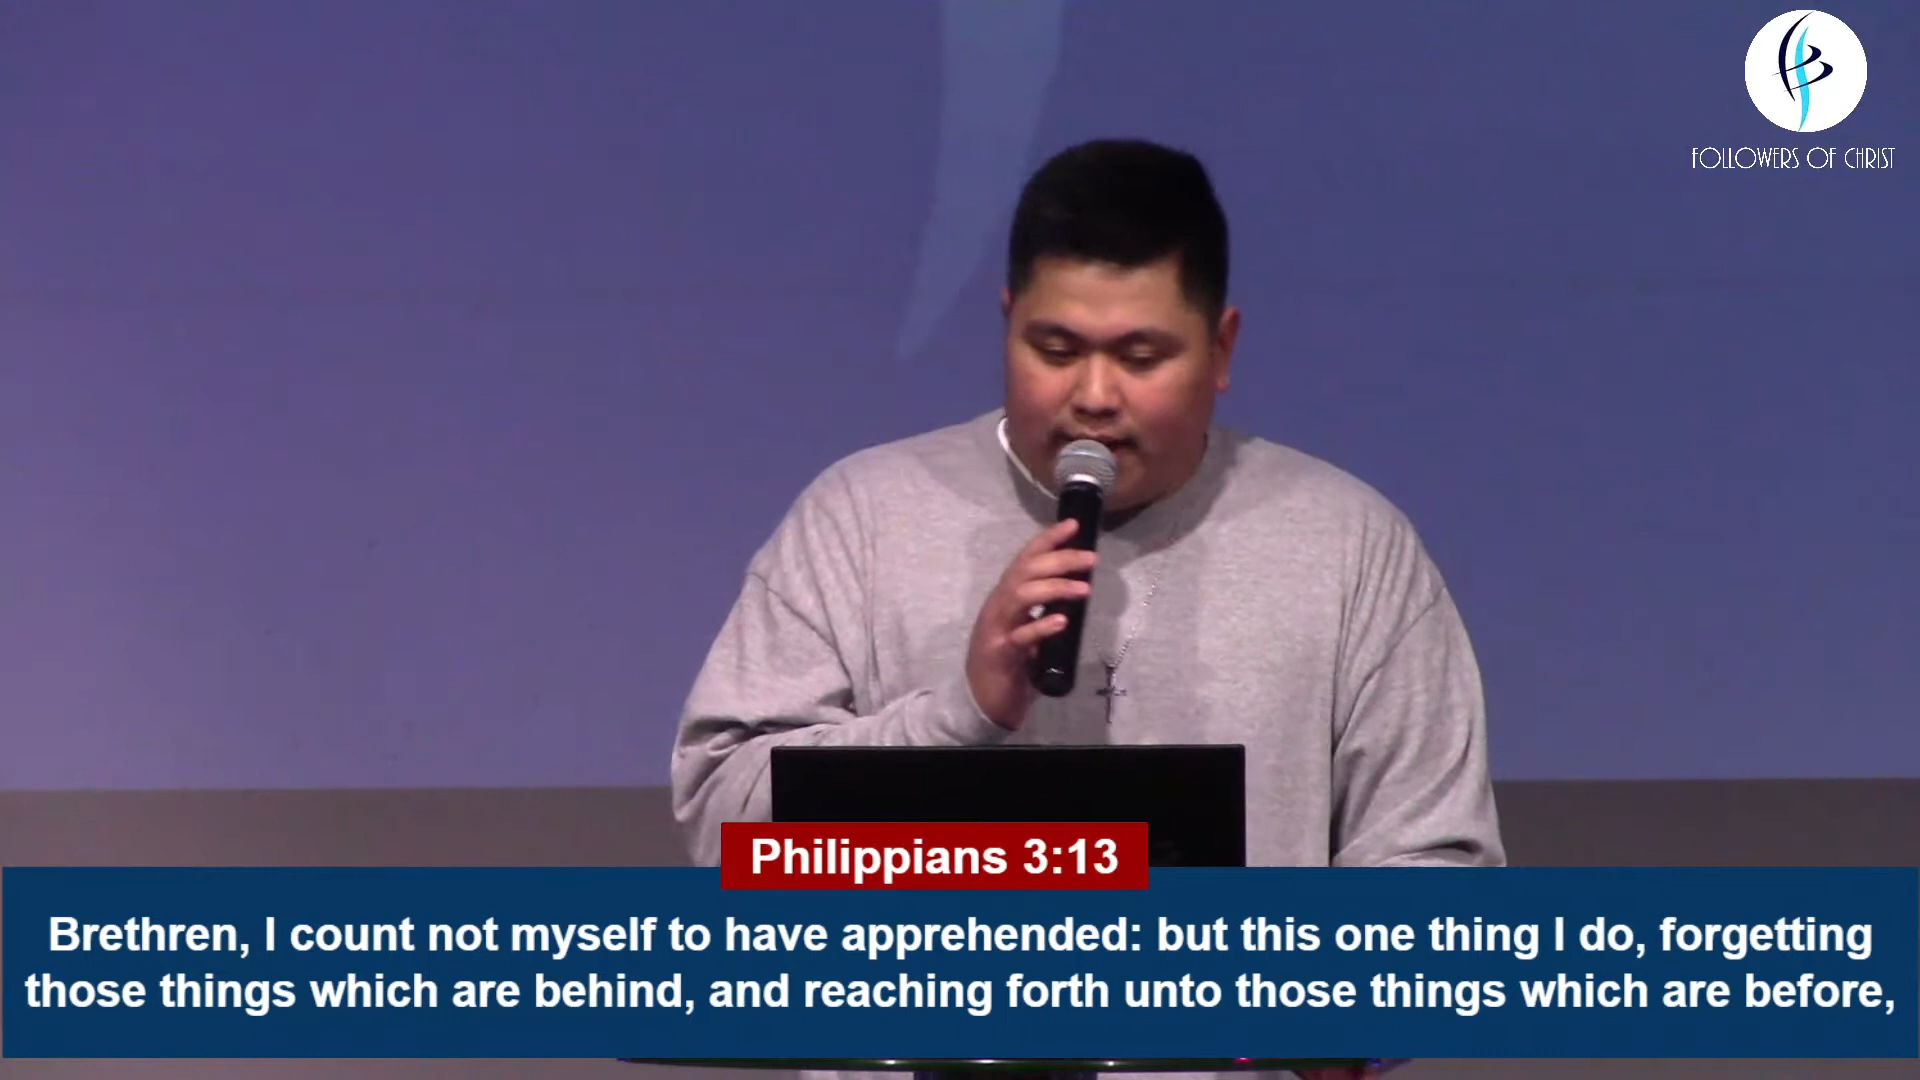 FOLLOWERS OF CHRIST
Philippians 3:13
Brethren, I count not myself to have apprehended: but this one thing I do, forgetting
those things which are behind, and reaching forth unto those things which are before,